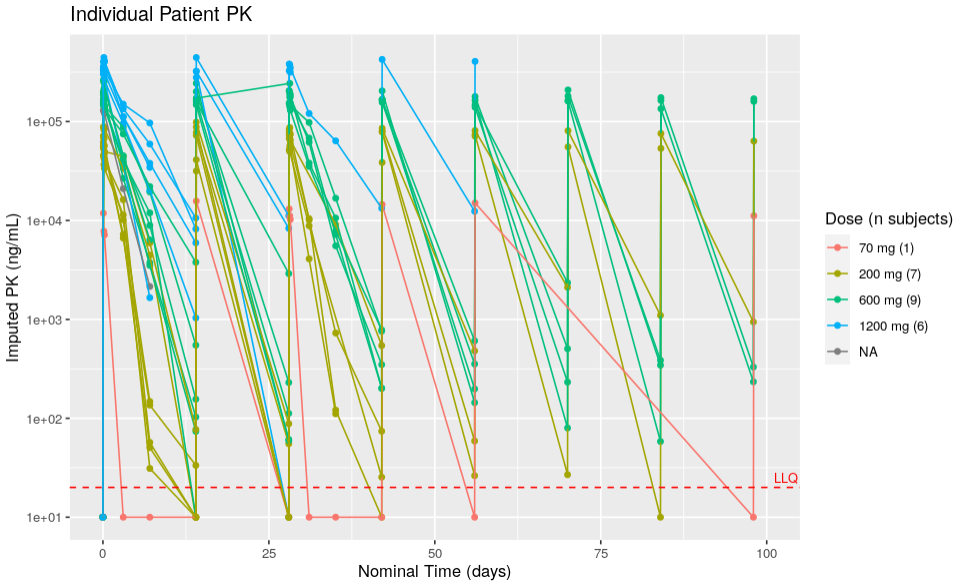 Individual Patient PK
Imputed PK (ng/mL)
1e+05
1e+04
1e+03
1e+02
1e+01
LLQ
0
25
50
75
100
Nominal Time (days)
Dose (n subjects)
70 mg (1)
200 mg (7)
600 mg (9)
1200 mg (6)
NA